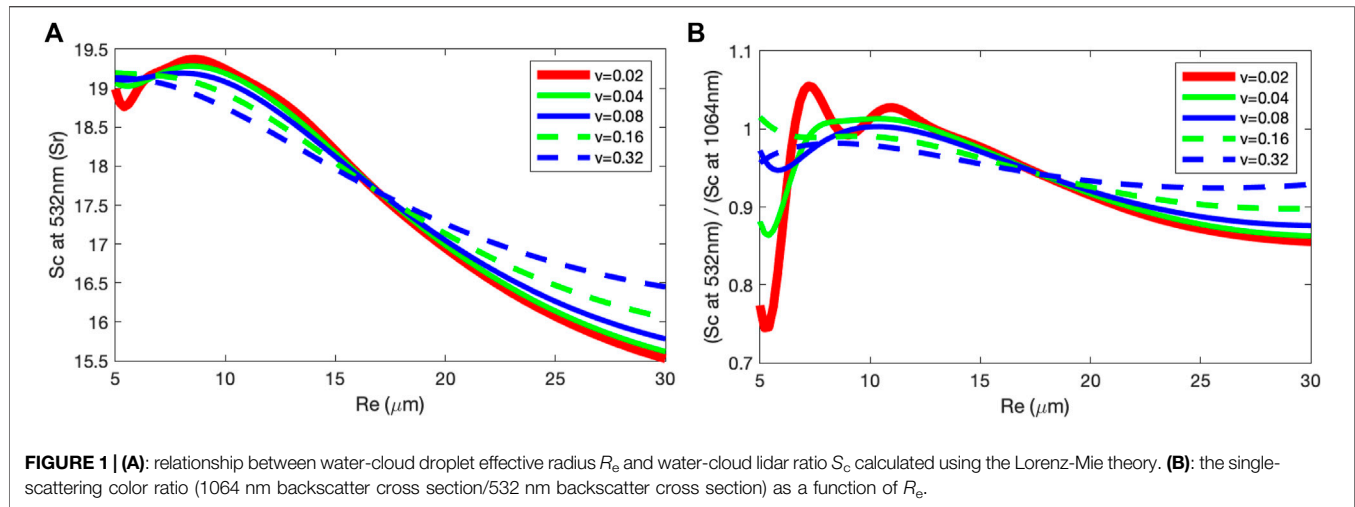 A
Sc at 532nm (Sr)
19.5
19
18.5
18
17.5
17
16.5
16
15.5
5
10
15
20
25
30
Re (μm)
v=0.02
v=0.04
v=0.08
v=0.16
v=0.32
B
(Sc at 532nm) / (Sc at 1064nm)
1.1
1
0.9
0.8
0.7
5
10
15
20
25
30
Re (μm)
v=0.02
v=0.04
v=0.08
v=0.16
v=0.32
FIGURE 1 | (A): relationship between water-cloud droplet effective radius Re and water-cloud lidar ratio Sc calculated using the Lorenz-Mie theory. (B): the single-
scattering color ratio (1064 nm backscatter cross section/532 nm backscatter cross section) as a function of Re.